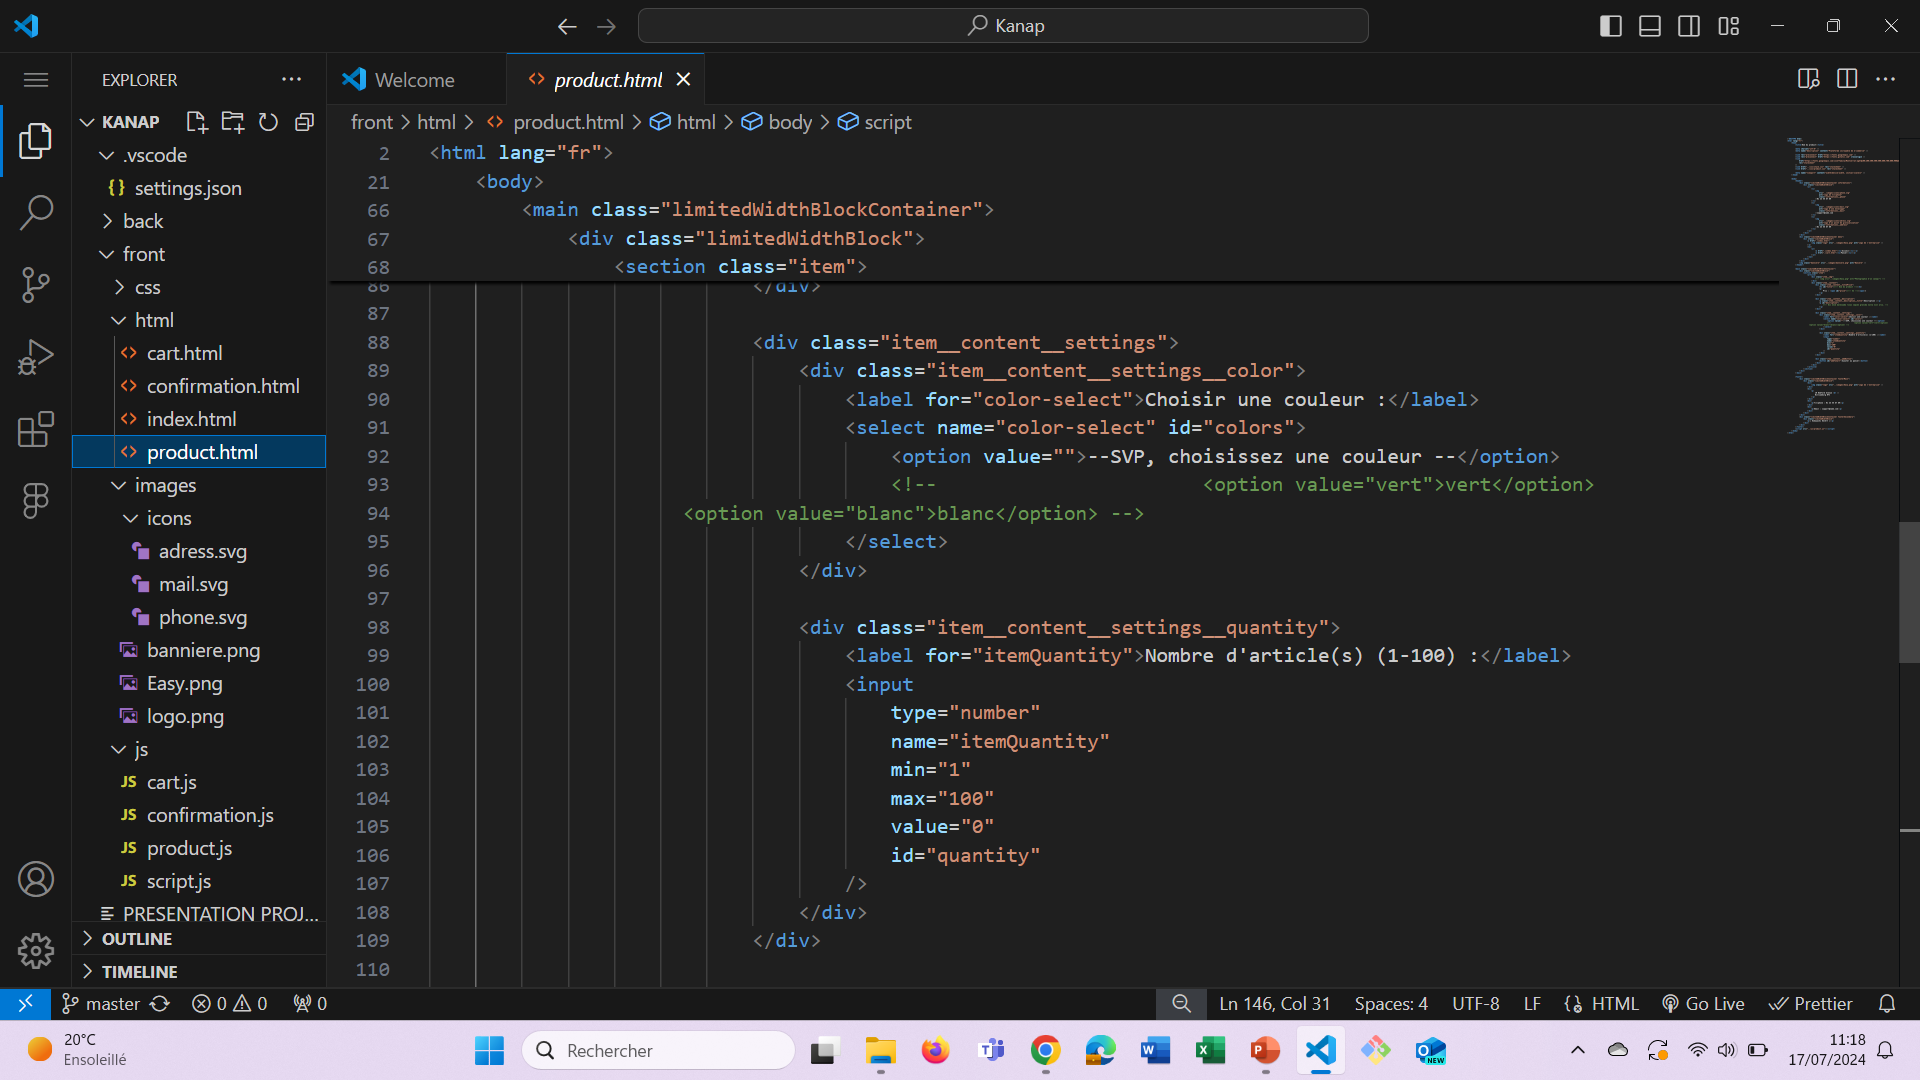 Kanap
EXPLORER
KANAP
.vscode
{} settings.json
back
front
css
html
<> cart.html
<> confirmation.html
<> index.html
<> product.html
images
icons
adress.svg
mail.svg
phone.svg
banniere.png
Easy.png
logo.png
js
JS cart.js
JS confirmation.js
JS product.js
JS script.js
PRESENTATION PROJ...
OUTLINE
TIMELINE
Welcome
<> product.html
front > html > <> product.html > html > body > script
2 <html lang="fr">
21 <body>
66 <main class="limitedWidthBlockContainer">
67 <div class="limitedWidthBlock">
68 <section class="item">
86 </div>
87
88 <div class="item__content__settings">
89 <div class="item__content__settings__color">
90 <label for="color-select">Choisir une couleur :</label>
91 <select name="color-select" id="colors">
92 <option value="">--SVP, choisissez une couleur --</option>
93 <!-- <option value="vert">vert</option>
94 <option value="blanc">blanc</option> -->
95 </select>
96 </div>
97
98 <div class="item__content__settings__quantity">
99 <label for="itemQuantity">Nombre d'article(s) (1-100) :</label>
100 <input
101 type="number"
102 name="itemQuantity"
103 min="1"
104 max="100"
105 value="0"
106 id="quantity"
107 />
108 </div>
109 </div>
110
master 0 0 0
Ln 146, Col 31 Spaces: 4 UTF-8 LF {} HTML Go Live Prettier
20°C
Ensoleillé
Rechercher
11:18
17/07/2024